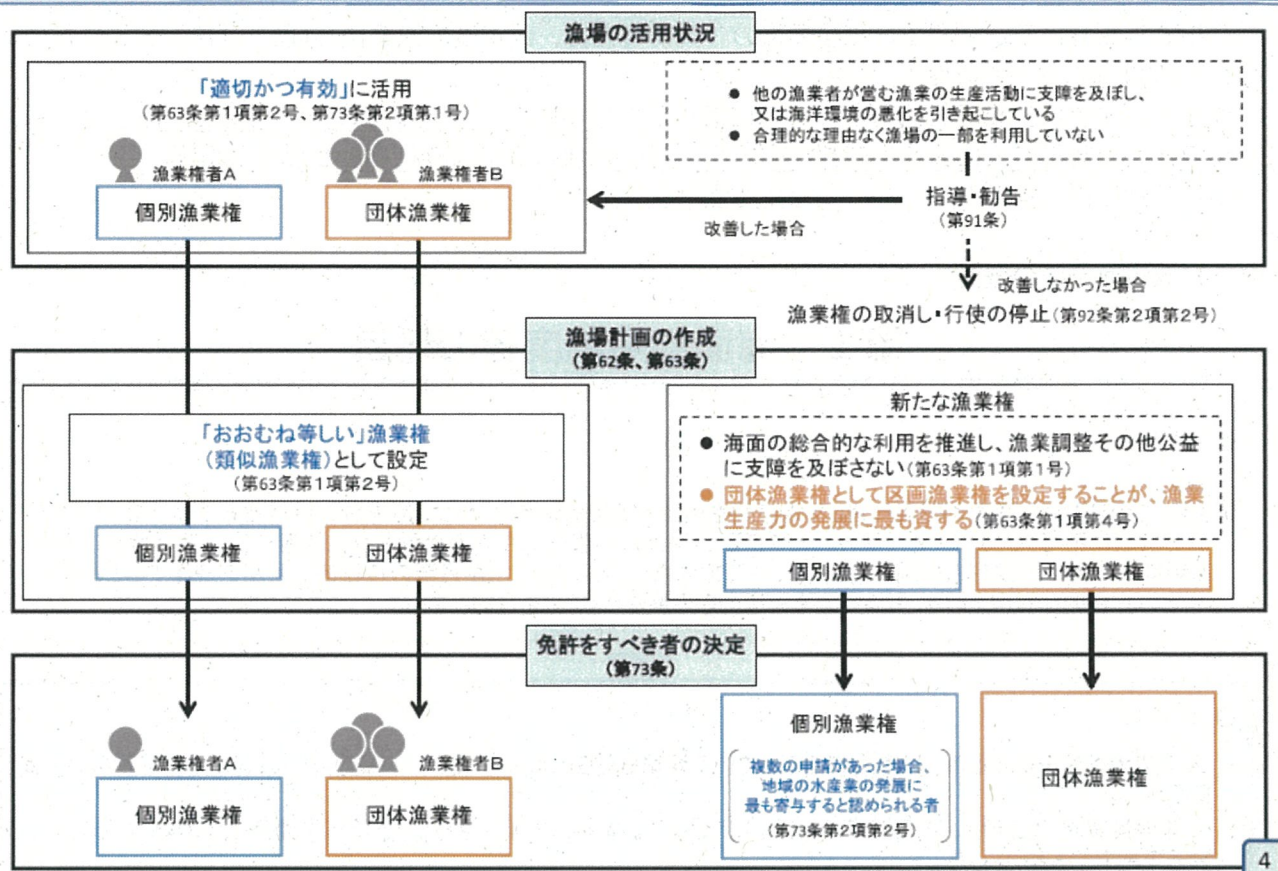 漁場の活用状況
「適切かつ有効」に活用
(第63条第1項第2号、第73条第2項第1号)
漁業権者A
漁業権者B
個別漁業権
団体漁業権
● 他の漁業者が営む漁業の生産活動に支障を及ぼし、
又は海洋環境の悪化を引き起こしている
● 合理的な理由なく漁場の一部を利用していない
指導・勧告
(第91条)
改善した場合
改善しなかった場合
漁業権の取消し・行使の停止(第92条第2項第2号)
漁場計画の作成
(第62条、第63条)
「おおむね等しい」漁業権
(類似漁業権)として設定
(第63条第1項第2号)
個別漁業権
団体漁業権
新たな漁業権
● 海面の総合的な利用を推進し、漁業調整その他公益
に支障を及ぼさない(第63条第1項第1号)
● 団体漁業権として区画漁業権を設定することが、漁業
生産力の発展に最も資する(第63条第1項第4号)
個別漁業権
団体漁業権
免許をすべき者の決定
(第73条)
漁業権者A
漁業権者B
個別漁業権
団体漁業権
個別漁業権
複数の申請があった場合、
地域の水産業の発展に
最も寄与すると認められる者
(第73条第2項第2号)
団体漁業権
4